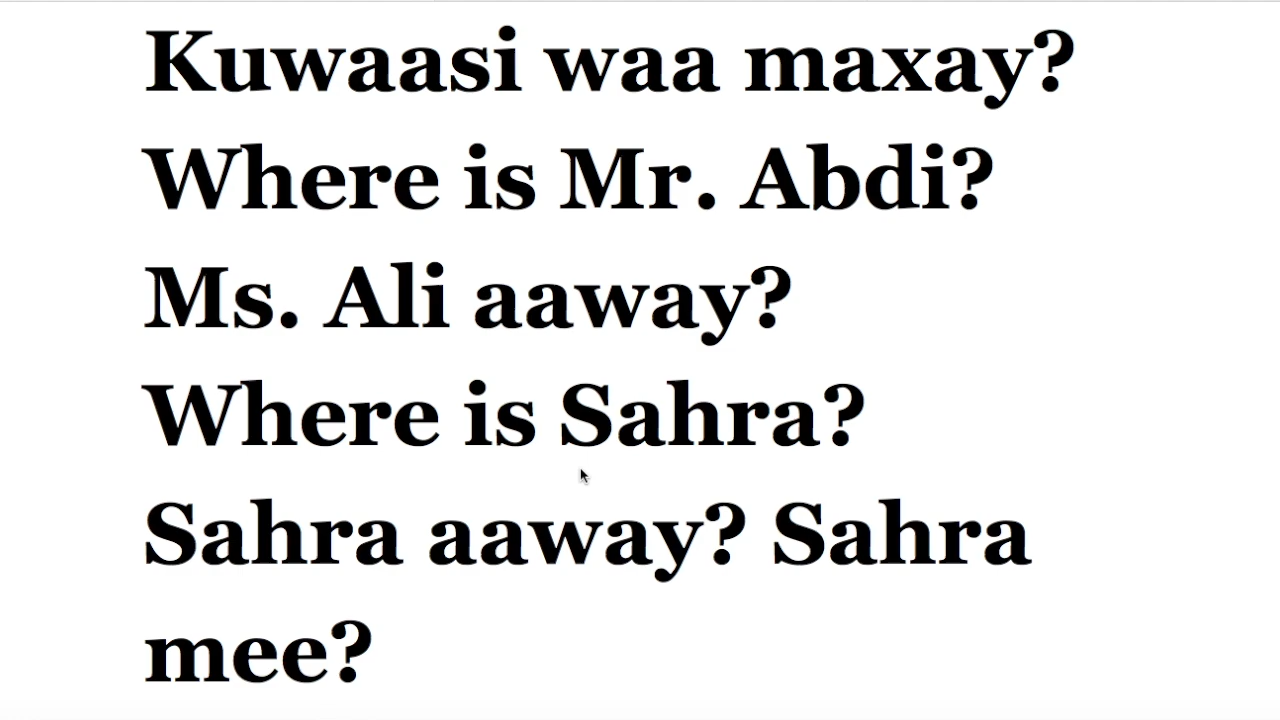 Kuwaasi waa maxay?
Where is Mr. Abdi?
Ms. Ali aaway?
Where is Sahra?
Sahra aaway? Sahra
mee?